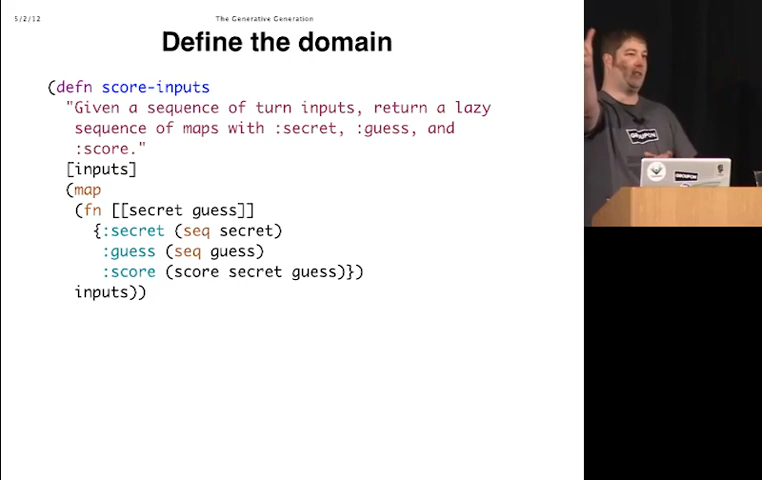 5/2/12
The Generative Generation
Define the domain
(defn score-inputs
"Given a sequence of turn inputs, return a lazy
sequence of maps with :secret, :guess, and
:score."
[inputs]
(map
(fn [[secret guess]]
{:secret (seq secret)
:guess (seq guess)
:score (score secret guess)})
inputs))
GROUPON
GROUPON